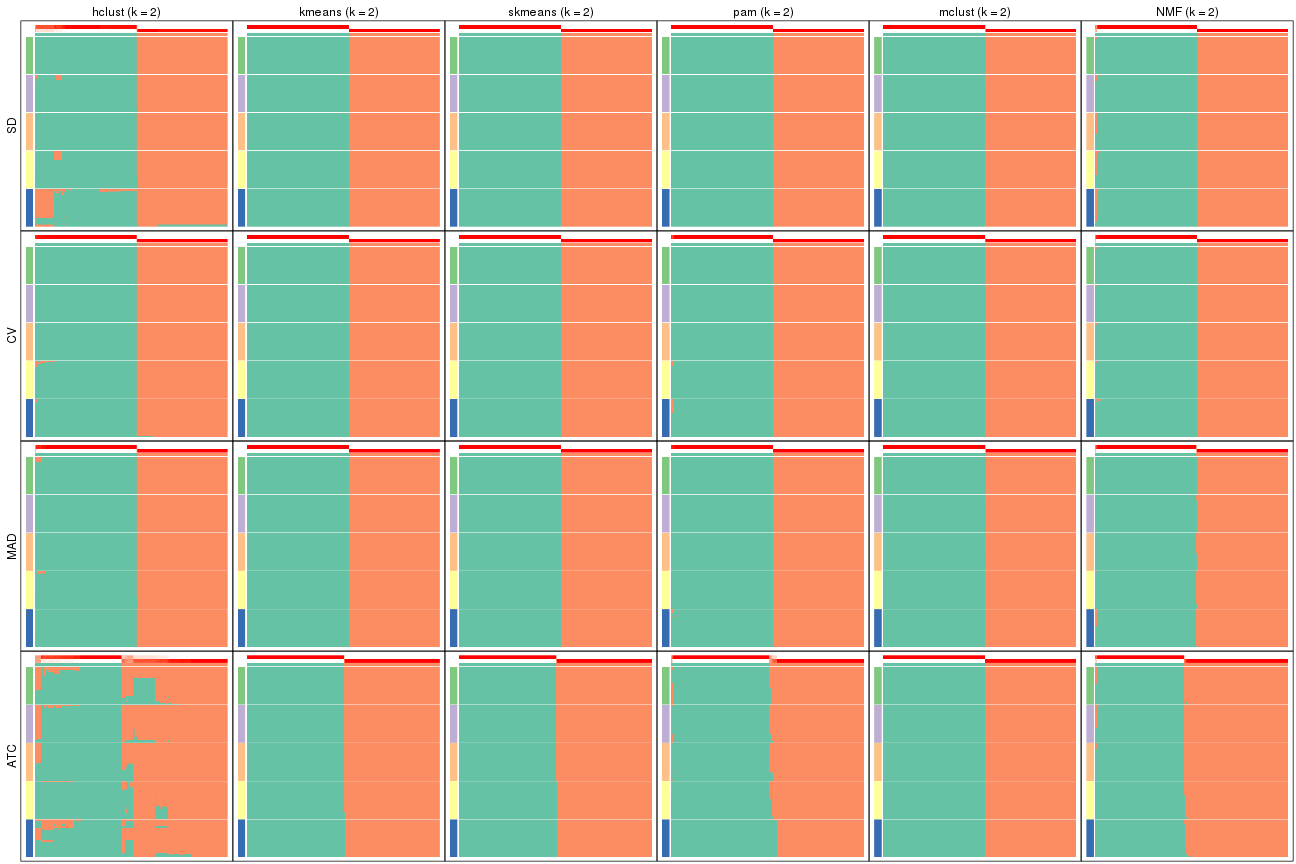 hclust (k = 2)
kmeans (k = 2)
skmeans (k = 2)
pam (k = 2)
mclust (k = 2)
NMF (k = 2)
SD
CV
MAD
ATC